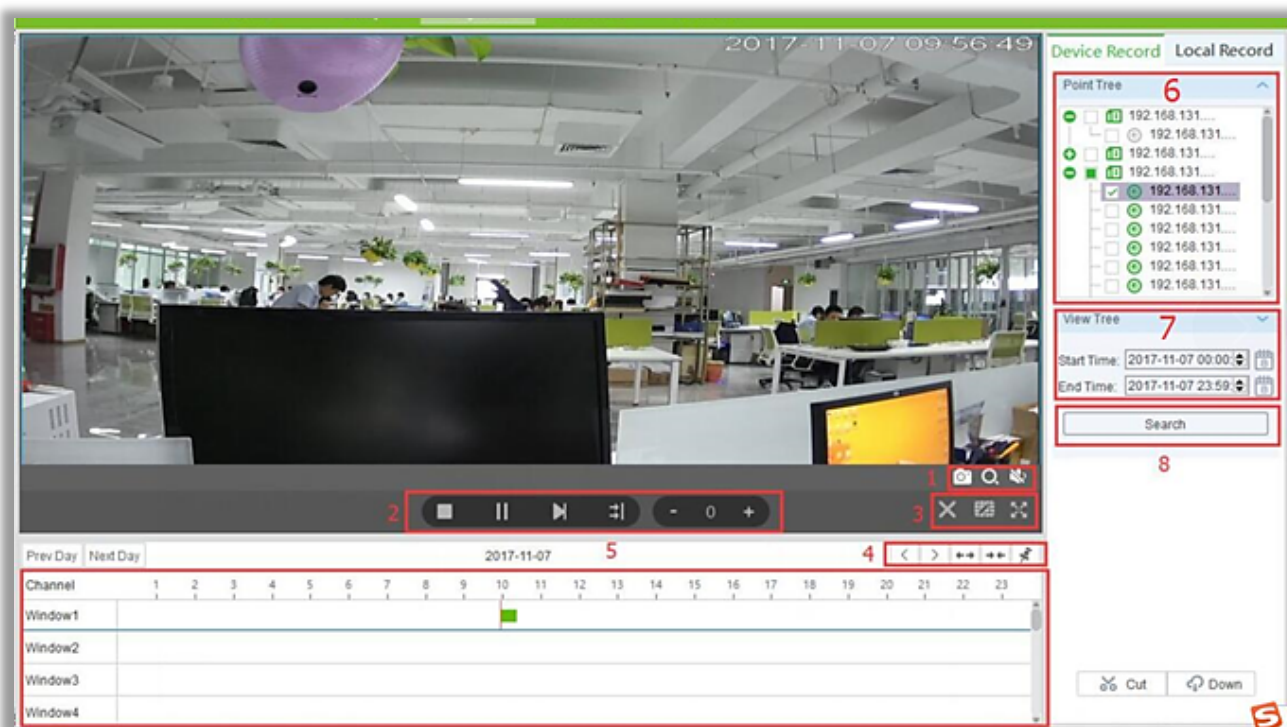 2017-11-07 09:56:49
Device Record Local Record
Point Tree
6
192.168.131....
192.168.131....
192.168.131....
192.168.131....
192.168.131....
192.168.131....
192.168.131....
192.168.131....
192.168.131....
192.168.131....
View Tree
7
Start Time: 2017-11-07 00:00:
End Time: 2017-11-07 23:59:
Search
8
1
2
- 0 +
3
Prev Day Next Day
2017-11-07
5
4
Channel 1 2 3 4 5 6 7 8 9 10 11 12 13 14 15 16 17 18 19 20 21 22 23
Window1
Window2
Window3
Window4
Cut Down